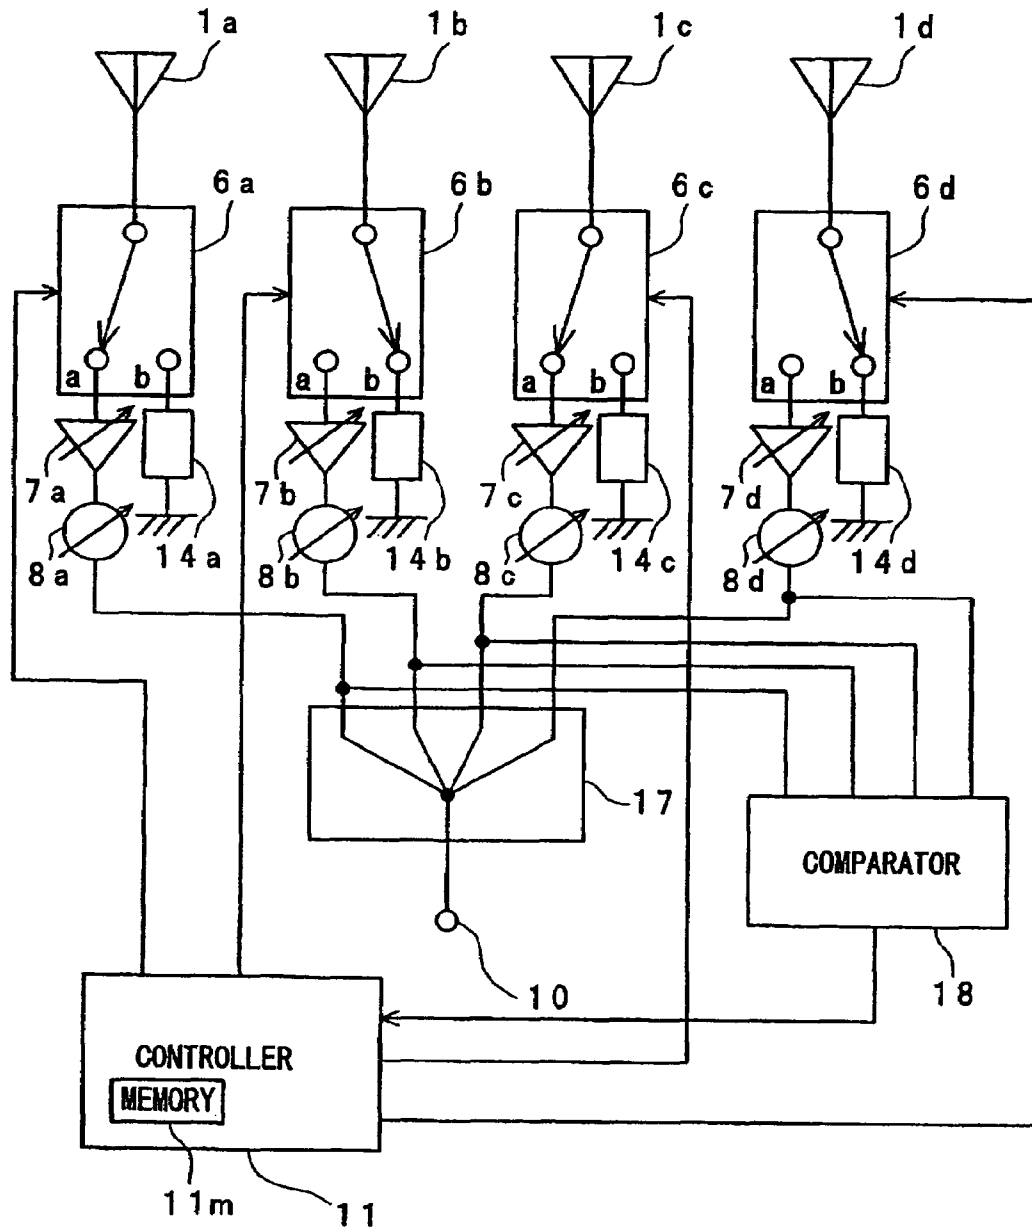 1a 1b 1c 1d
6a 6b 6c 6d
a b a b a b a b
7a 7b 7c 7d
14a 14b 14c 14d
8a 8b 8c 8d
17
COMPARATOR
10
18
CONTROLLER
MEMORY
11m
11